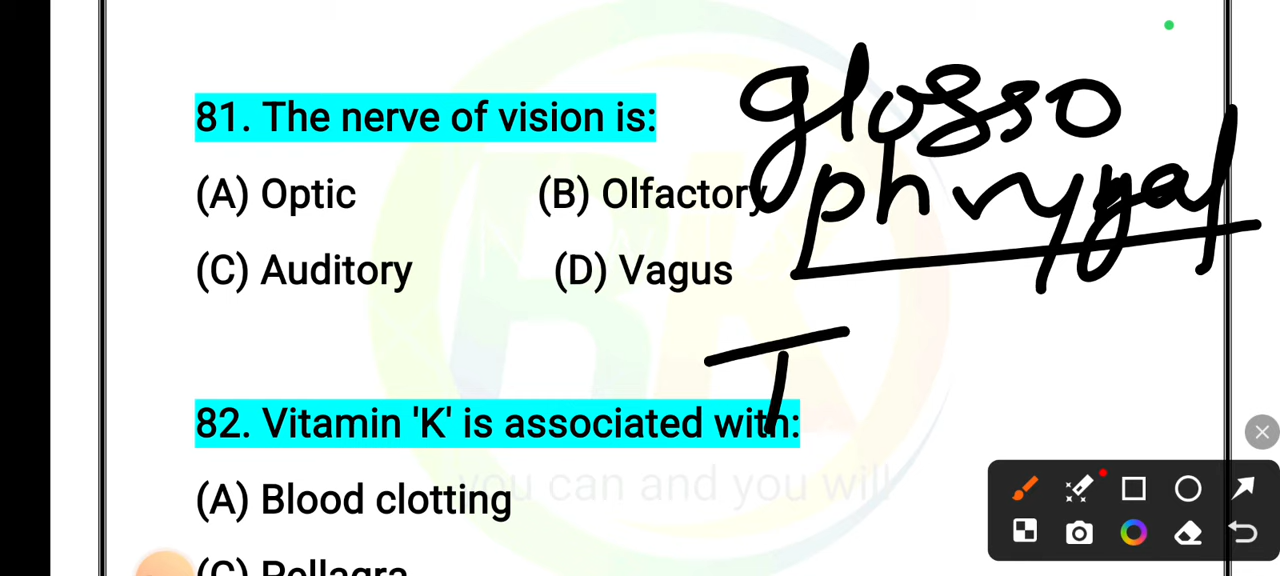 81. The nerve of vision is:
glosso
phrygal
(A) Optic (B) Olfactory
(C) Auditory (D) Vagus
T
82. Vitamin 'K' is associated with:
you can and you will
(A) Blood clotting
(C) Pellagra